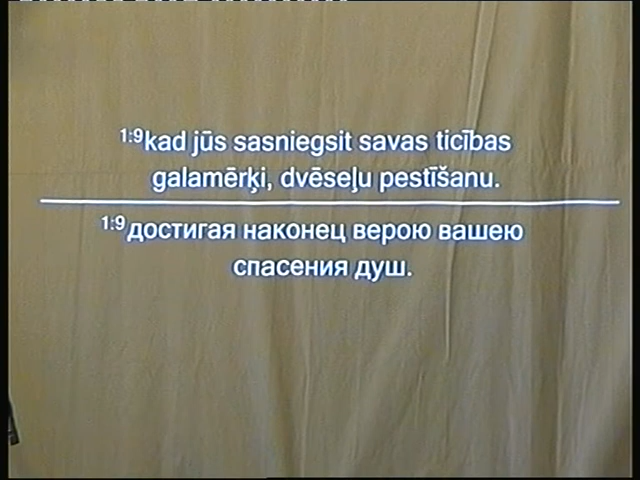 1:9kad jūs sasniegsit savas ticības
galamērķi, dvēseļu pestīšanu.
1:9достигая наконец верою вашею
спасения душ.